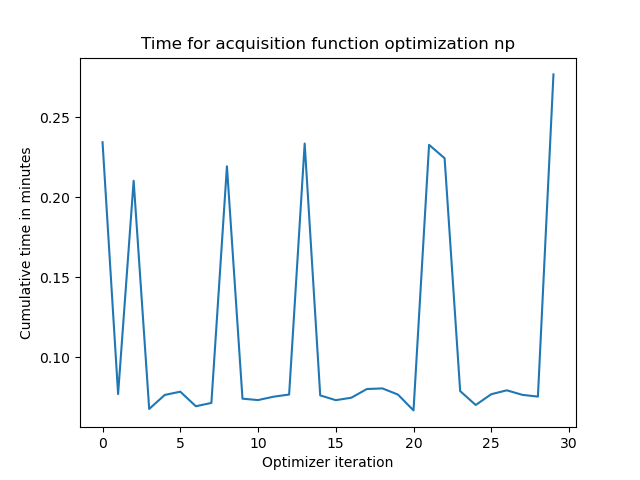 Time for acquisition function optimization np
Cumulative time in minutes
0.25
0.20
0.15
0.10
0 5 10 15 20 25 30
Optimizer iteration